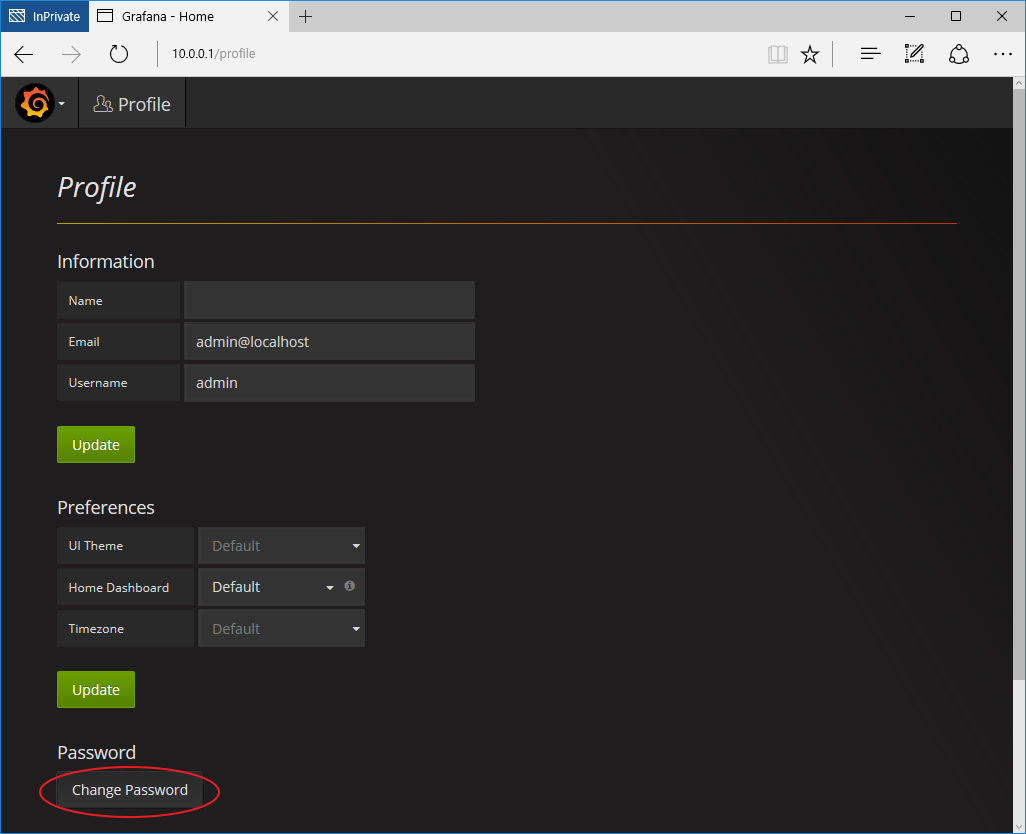 InPrivate
Grafana - Home
10.0.0.1/profile
Profile
Profile
Information
Name
Email admin@localhost
Username admin
Update
Preferences
UI Theme Default
Home Dashboard Default
Timezone Default
Update
Password
Change Password